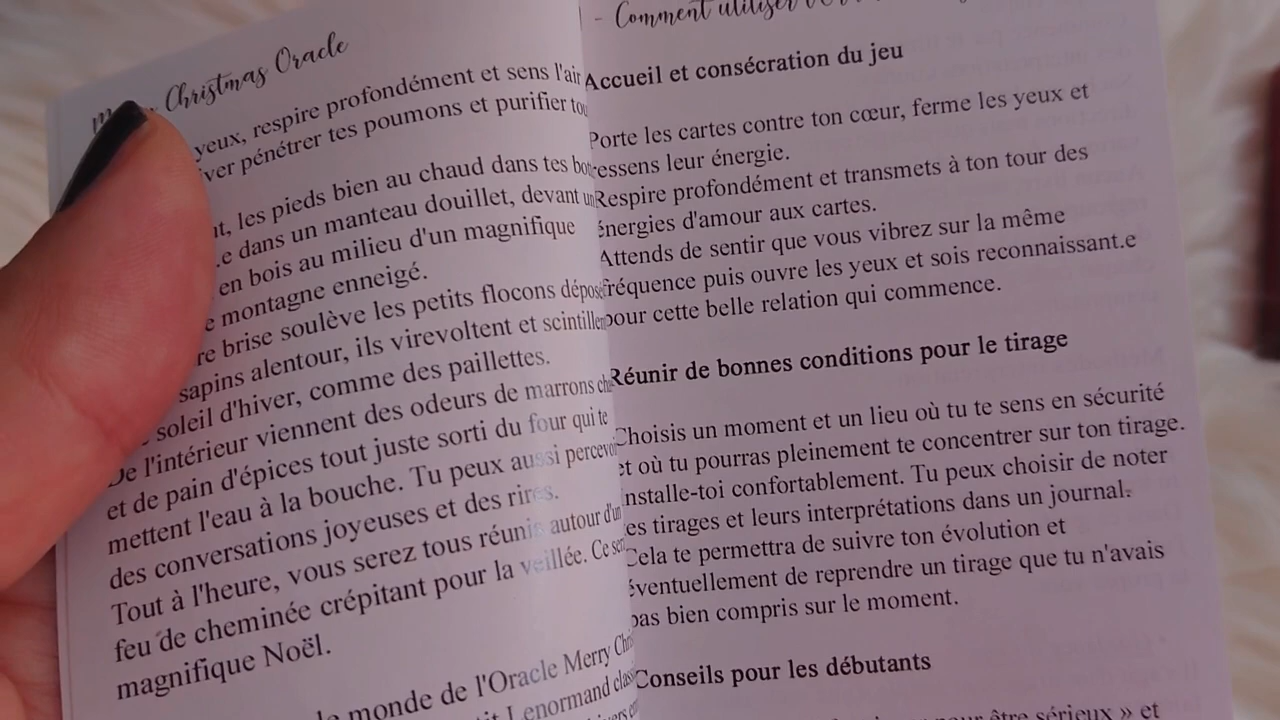 Christmas Oracle
yeux, respire profondément et sens l'air
pénétrer tes poumons et purifier
les pieds bien au chaud dans tes
dans un manteau douillet, devant
en bois au milieu d'un magnifique
montagne enneigé.
brise soulève les petits flocons
sapins alentour, ils virevoltent et
soleil d'hiver, comme des paillettes.
De l'intérieur viennent des odeurs de marrons
et de pain d'épices tout juste sorti du four qui te
mettent l'eau à la bouche. Tu peux aussi
des conversations joyeuses et des rires.
Tout à l'heure, vous serez tous réunis autour d'un
feu de cheminée crépitant pour la veillée. Ce
magnifique Noël.
monde de l'Oracle Merry
Lenormand
- Comment utiliser
Accueil et consécration du jeu
Porte les cartes contre ton cœur, ferme les yeux et
ressens leur énergie.
Respire profondément et transmets à ton tour des
énergies d'amour aux cartes.
Attends de sentir que vous vibrez sur la même
fréquence puis ouvre les yeux et sois reconnaissant.e
pour cette belle relation qui commence.
Réunir de bonnes conditions pour le tirage
Choisis un moment et un lieu où tu te sens en sécurité
et où tu pourras pleinement te concentrer sur ton tirage.
Installe-toi confortablement. Tu peux choisir de noter
tirages et leurs interprétations dans un journal.
Cela te permettra de suivre ton évolution et
éventuellement de reprendre un tirage que tu n'avais
pas bien compris sur le moment.
Conseils pour les débutants
être sérieux » et